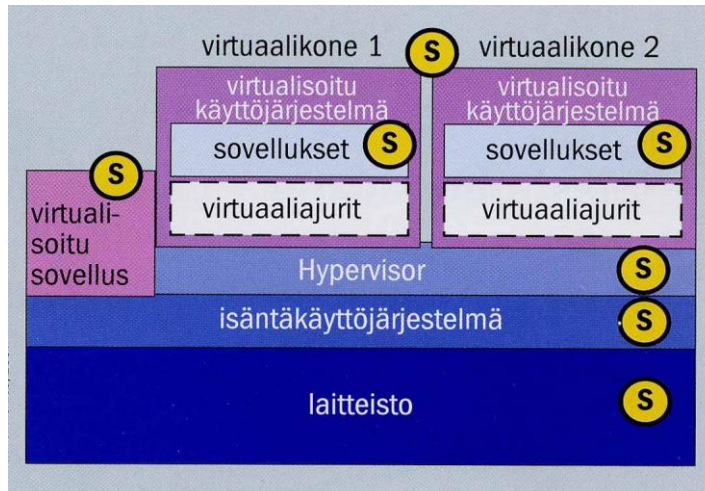 virtuaalikone 1
S
virtuaalikone 2
virtualisoitu
käyttöjärjestelmä
sovellukset
S
virtuaaliajurit
virtualisoitu
käyttöjärjestelmä
sovellukset
S
virtuaaliajurit
S
virtuali-
soitu
sovellus
Hypervisor
S
isäntäkäyttöjärjestelmä
S
laitteisto
S